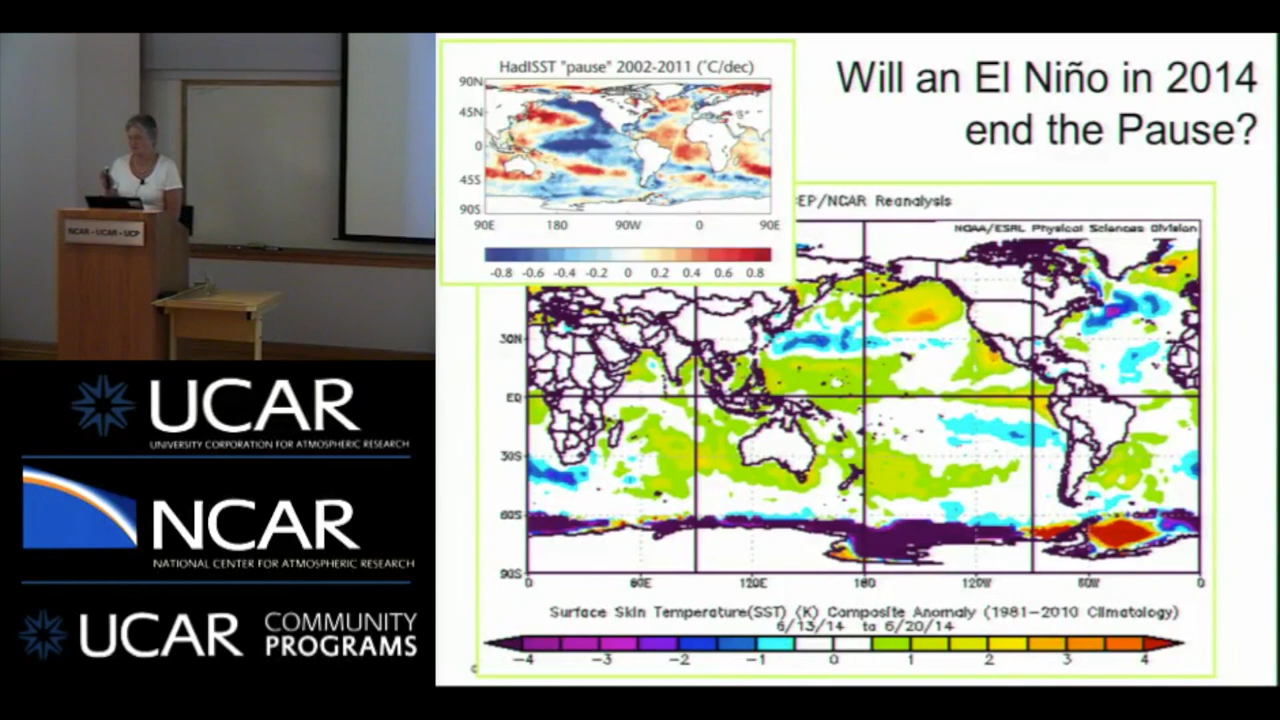 NCAR • UCAR • UCP
UCAR
UNIVERSITY CORPORATION FOR ATMOSPHERIC RESEARCH
NCAR
NATIONAL CENTER FOR ATMOSPHERIC RESEARCH
UCAR COMMUNITY
PROGRAMS
Will an El Niño in 2014
end the Pause?
HadISST "pause" 2002-2011 (˚C/dec)
90N
45N
0
45S
90S
90E 180 90W 0 90E
-0.8 -0.6 -0.4 -0.2 0 0.2 0.4 0.6 0.8
EP/NCAR Reanalysis
NOAA/ESRL Physical Sciences Division
30N
EQ
30S
60S
90S
0 60E 120E 180 120W 60W 0
Surface Skin Temperature(SST) (K) Composite Anomaly (1981-2010 Climatology)
6/13/14 to 6/20/14
-4 -3 -2 -1 0 1 2 3 4